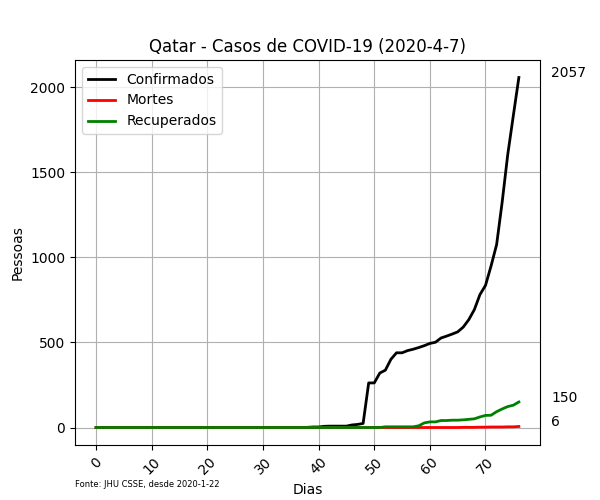 Qatar - Casos de COVID-19 (2020-4-7)
Confirmados
Mortes
Recuperados
2057
150
6
2000
1500
1000
500
0
Pessoas
0 10 20 30 40 50 60 70
Dias
Fonte: JHU CSSE, desde 2020-1-22